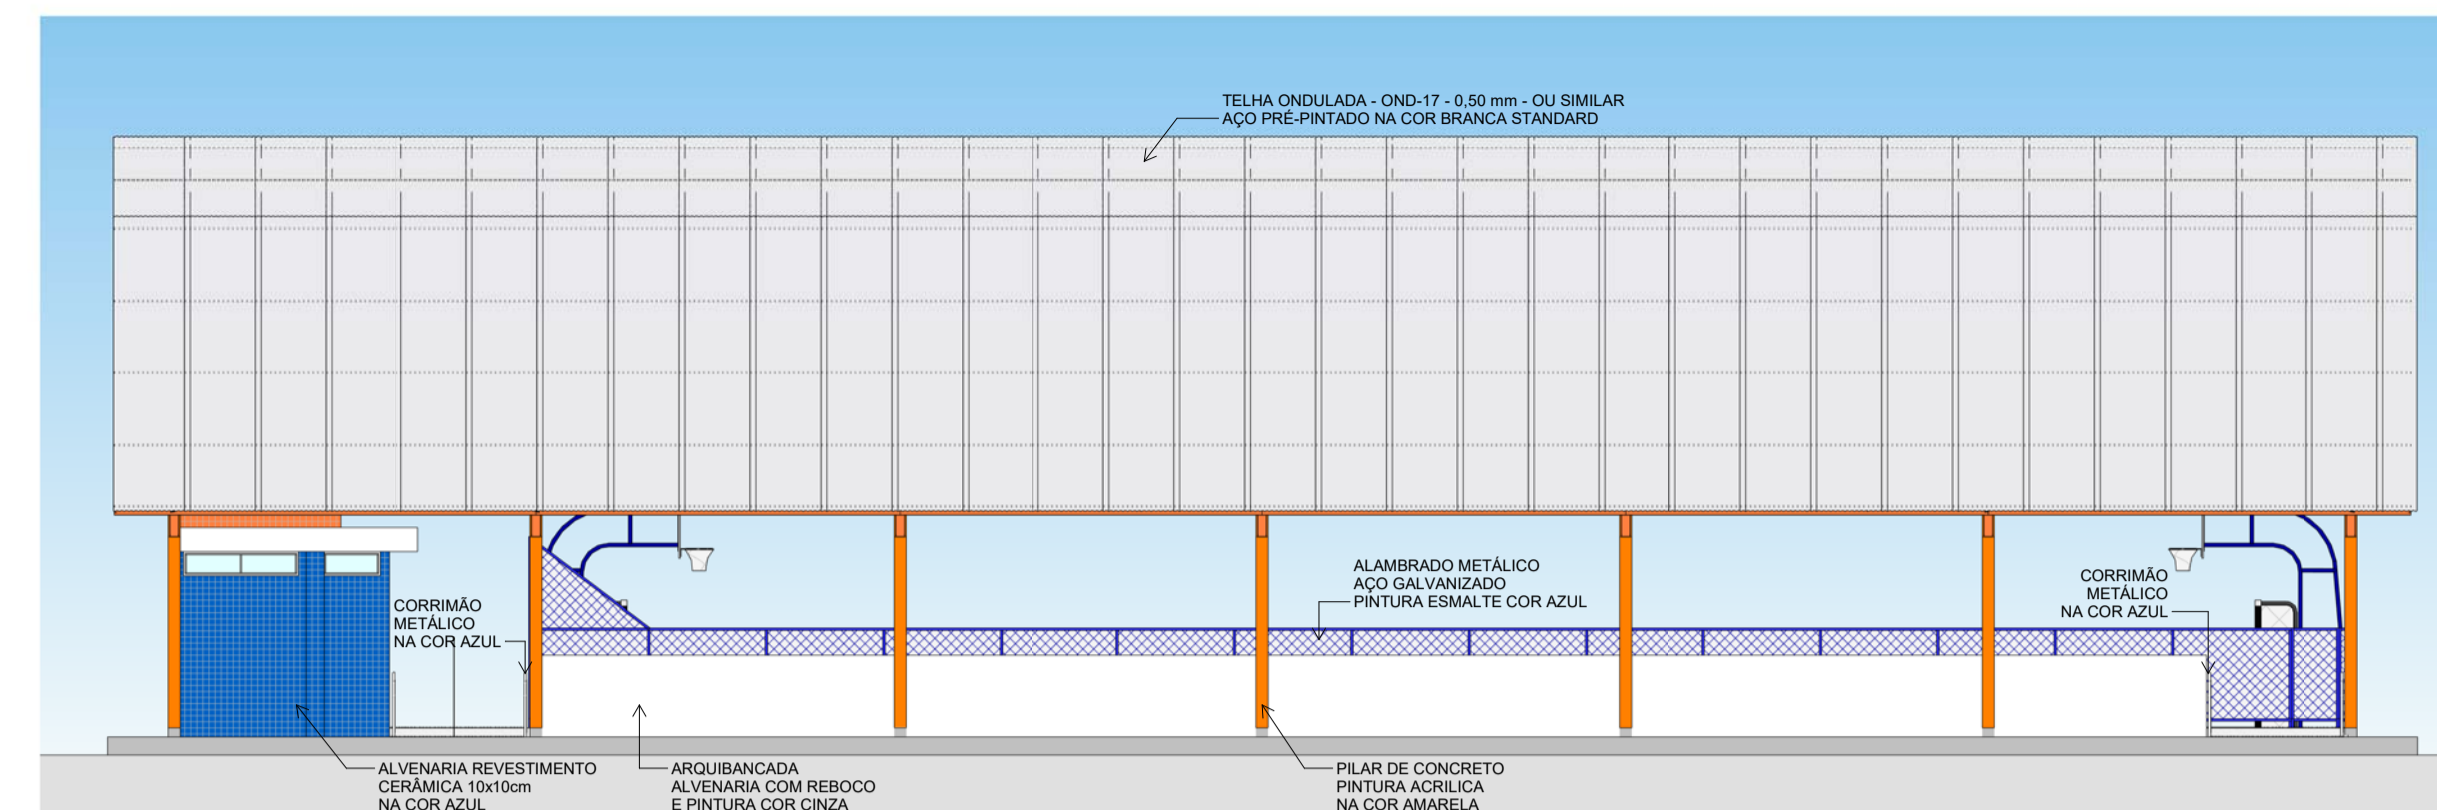 TELHA ONDULADA - OND-17 - 0,50 mm - OU SIMILAR
AÇO PRÉ-PINTADO NA COR BRANCA STANDARD
ALAMBRADO METÁLICO
AÇO GALVANIZADO
PINTURA ESMALTE COR AZUL
CORRIMÃO
METÁLICO
NA COR AZUL
CORRIMÃO
METÁLICO
NA COR AZUL
ALVENARIA REVESTIMENTO
CERÂMICA 10x10cm
NA COR AZUL
ARQUIBANCADA
ALVENARIA COM REBOCO
E PINTURA COR CINZA
PILAR DE CONCRETO
PINTURA ACRILICA
NA COR AMARELA